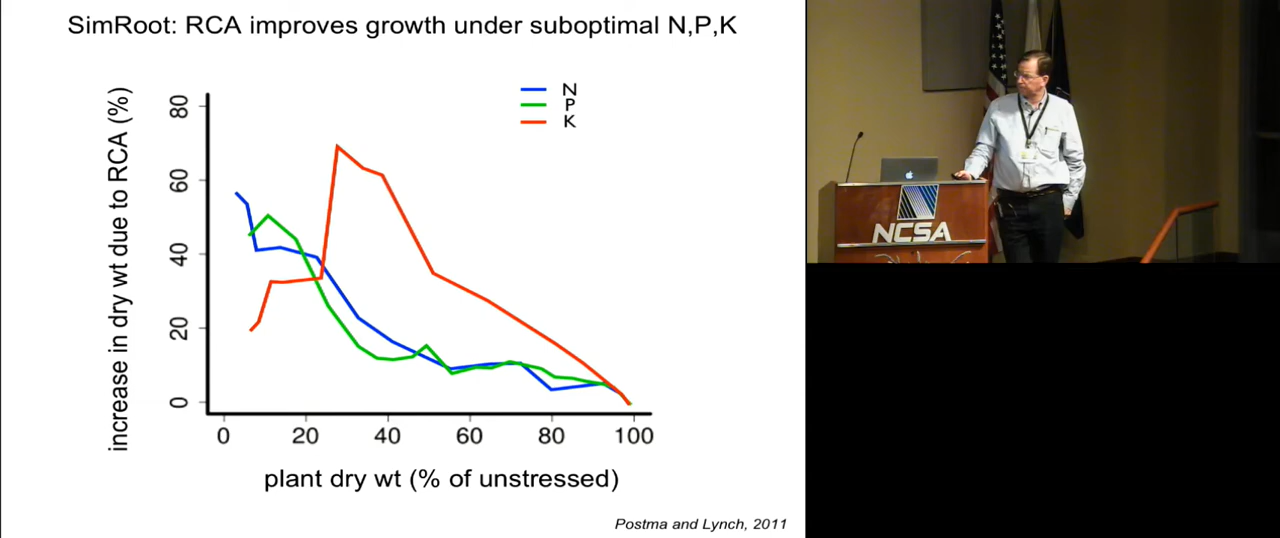 SimRoot: RCA improves growth under suboptimal N,P,K
increase in dry wt due to RCA (%)
80
60
40
20
0
N
P
K
0 20 40 60 80 100
plant dry wt (% of unstressed)
Postma and Lynch, 2011
NCSA